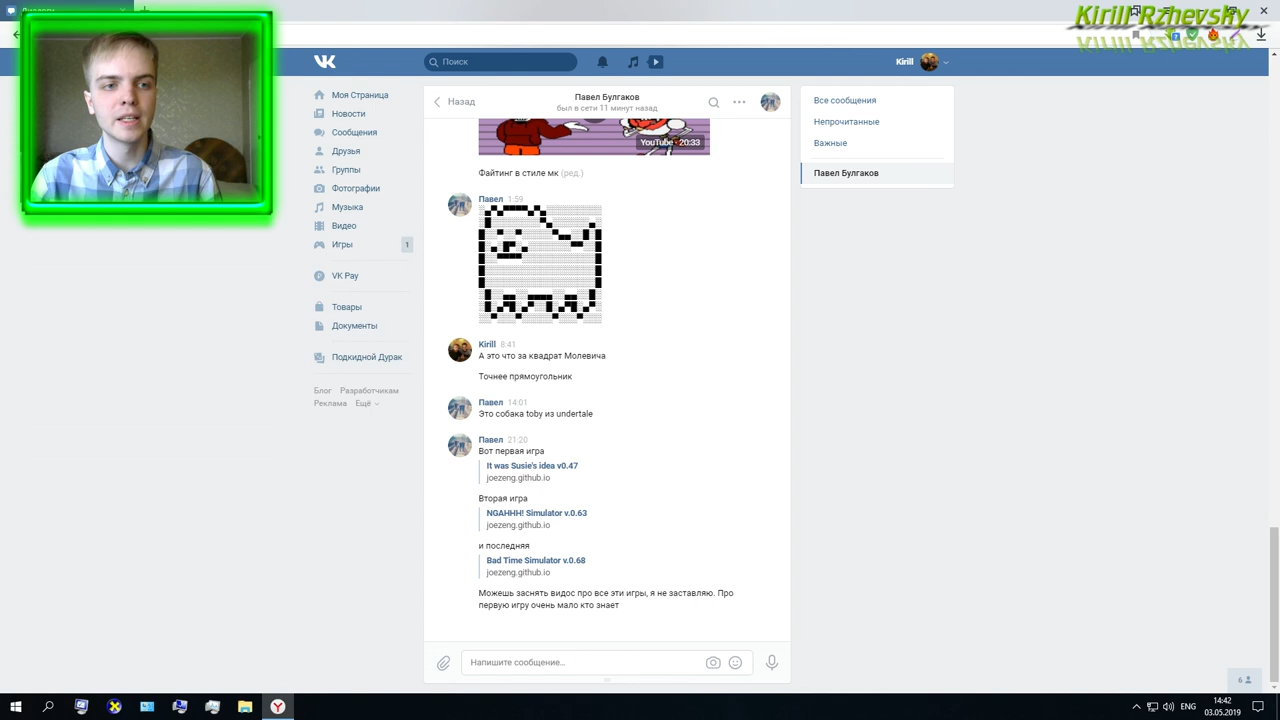 Диалоги
Kirill Rzhevsky
Поиск
Kirill
Моя Страница
Новости
Сообщения
Друзья
Группы
Фотографии
Музыка
Видео
Игры
1
VK Pay
Товары
Документы
Подкидной Дурак
Блог Разработчикам
Реклама Ещё
Назад
Павел Булгаков
был в сети 11 минут назад
YouTube · 20:33
Файтинг в стиле мк (ред.)
Павел 1:59
Kirill 8:41
А это что за квадрат Молевича
Точнее прямоугольник
Павел 14:01
Это собака toby из undertale
Павел 21:20
Вот первая игра
It was Susie's idea v0.47
joezeng.github.io
Вторая игра
NGAHHH! Simulator v.0.63
joezeng.github.io
и последняя
Bad Time Simulator v.0.68
joezeng.github.io
Можешь заснять видос про все эти игры, я не заставляю. Про
первую игру очень мало кто знает
Напишите сообщение...
Все сообщения
Непрочитанные
Важные
Павел Булгаков
6
ENG
14:42
03.05.2019